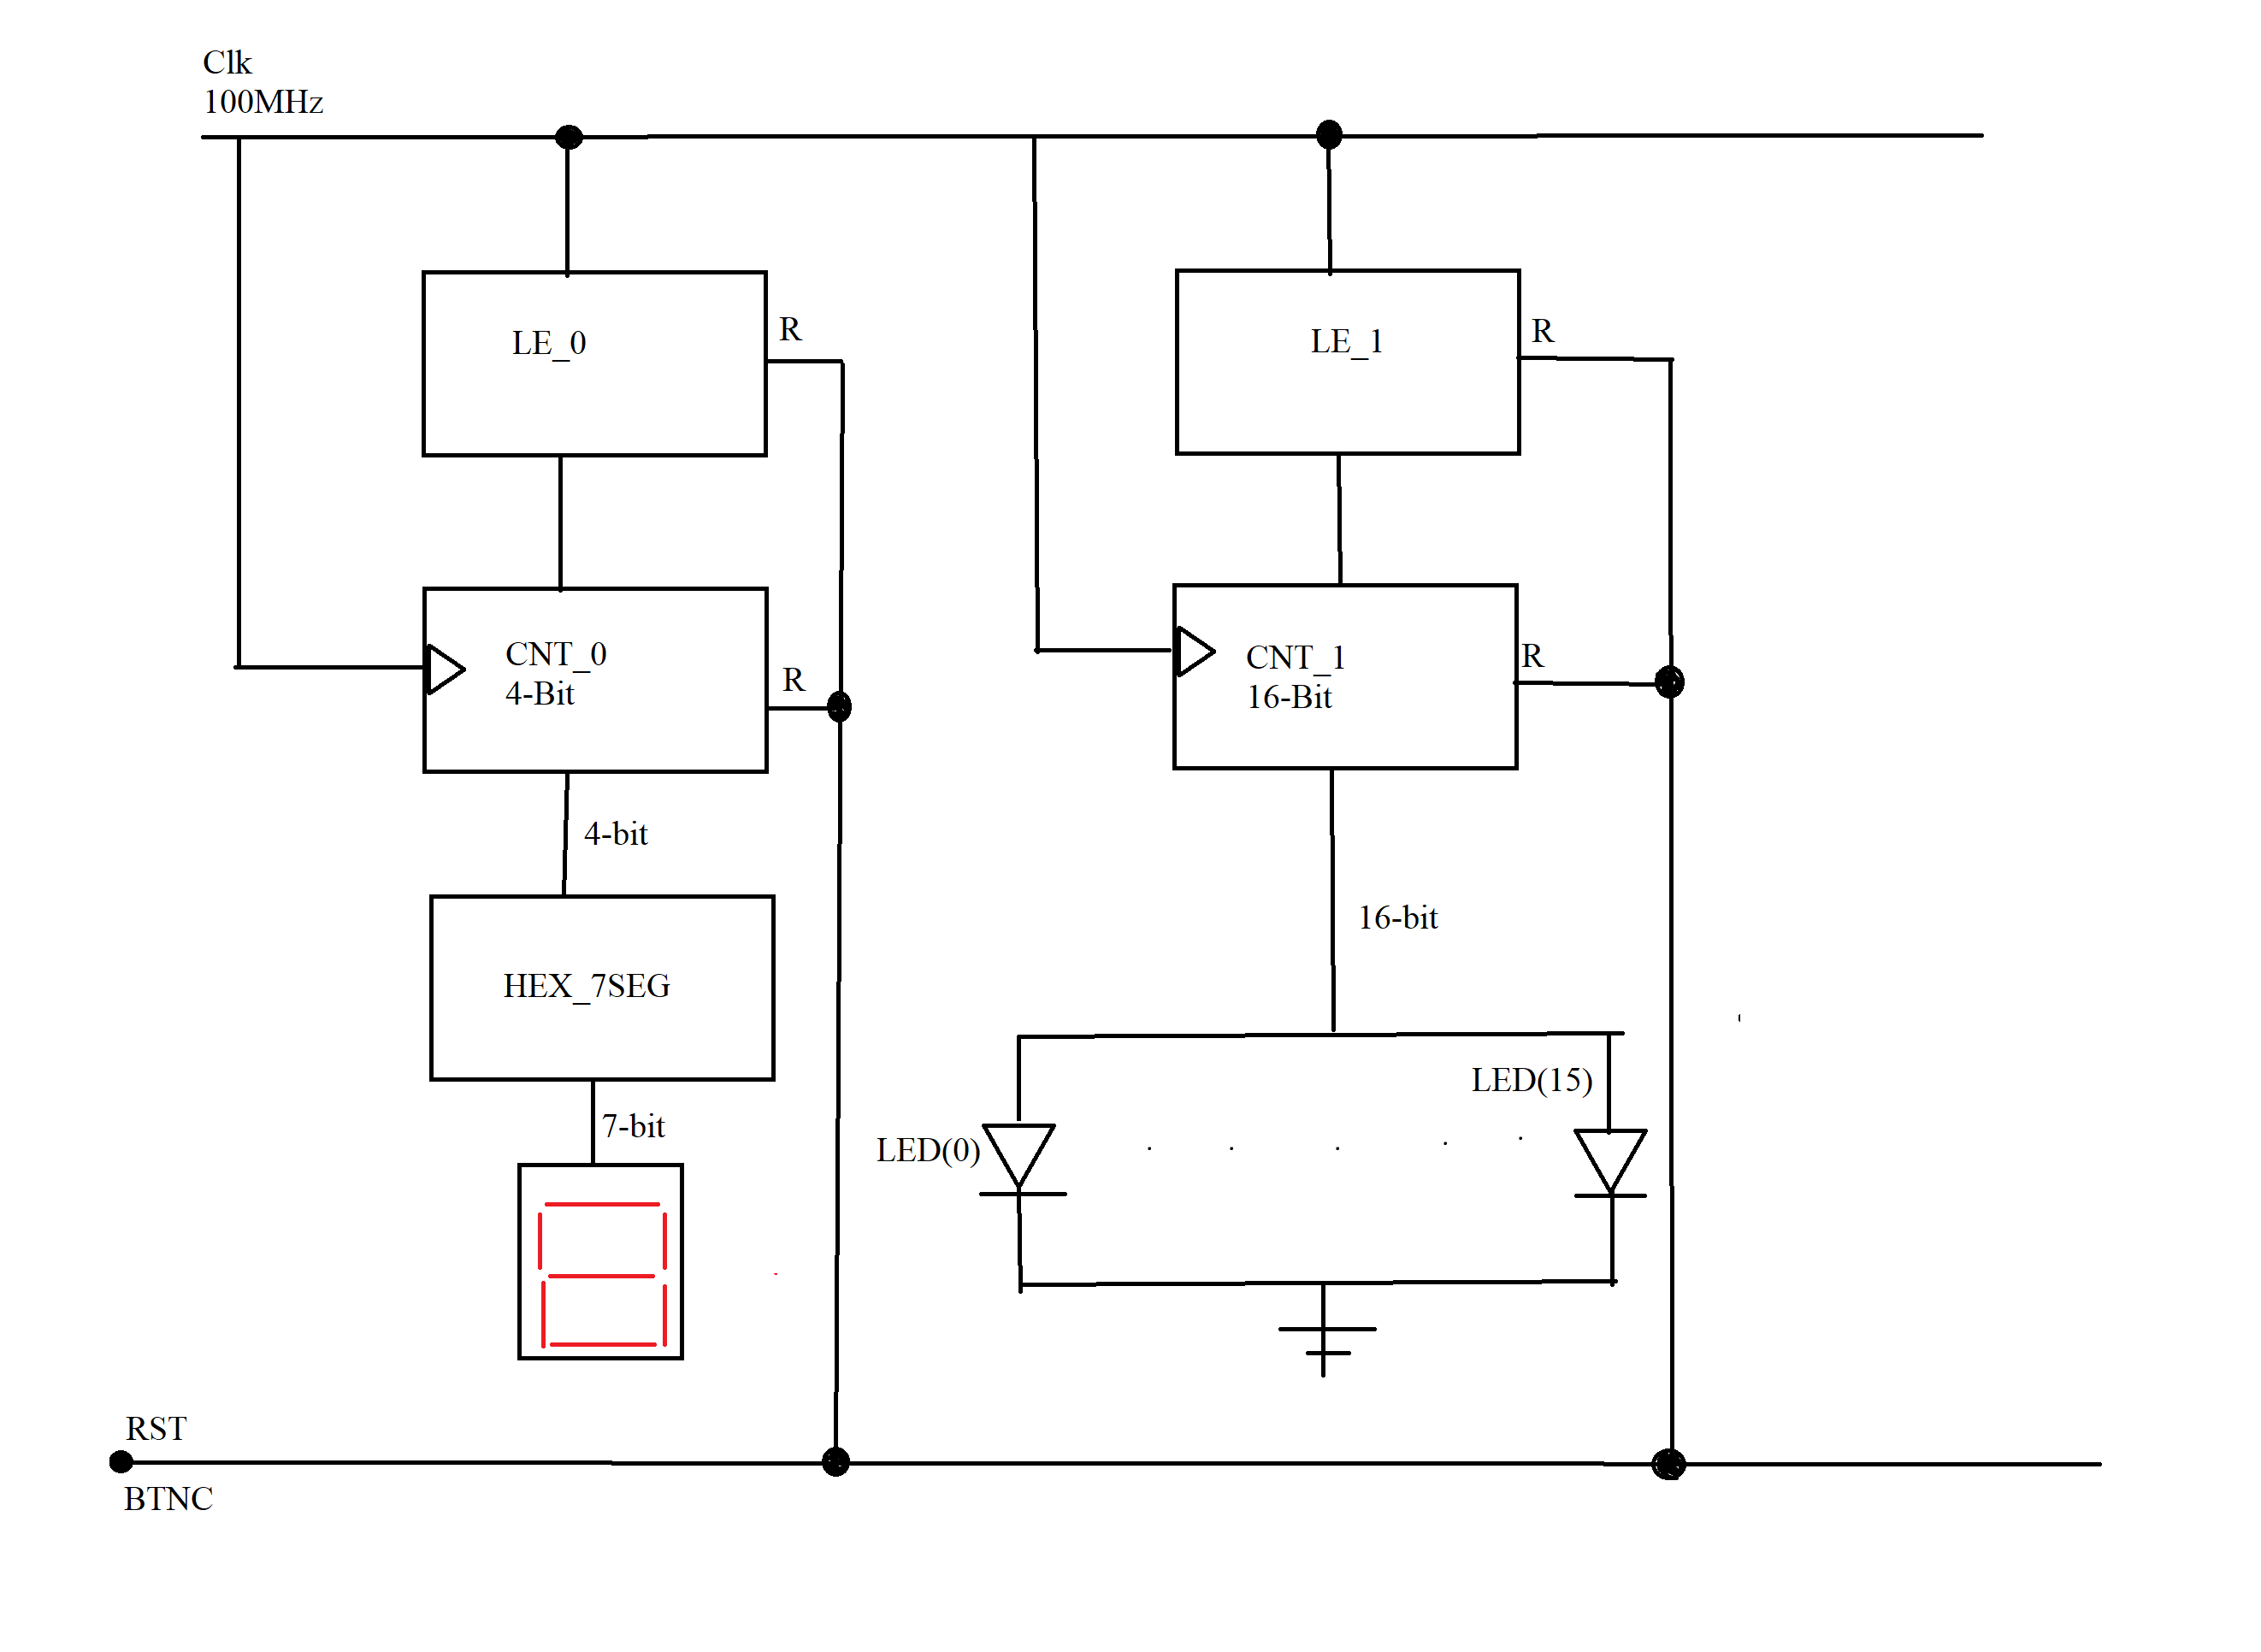 Clk
100MHz
LE_0
R
LE_1
R
CNT_0
4-Bit
R
CNT_1
16-Bit
R
4-bit
16-bit
HEX_7SEG
7-bit
LED(0)
LED(15)
RST
BTNC